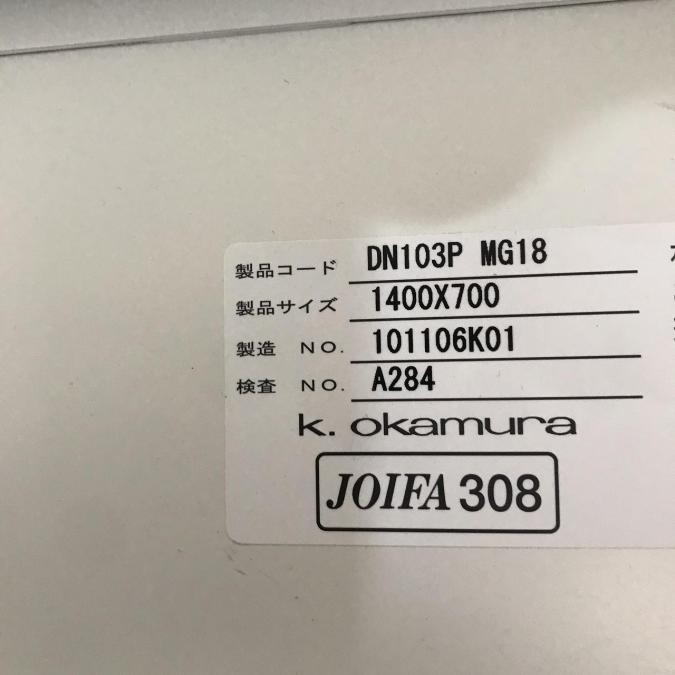 製品コード DN103P MG18
製品サイズ 1400X700
製造 NO. 101106K01
検査 NO. A284
k. okamura
JOIFA 308